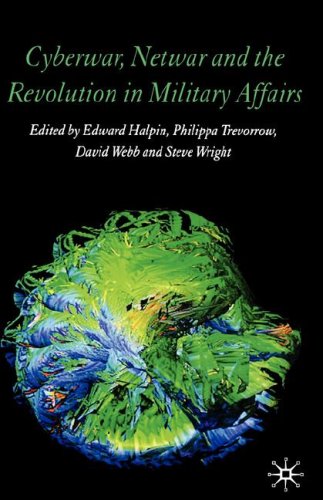 Cyberwar, Netwar and the
Revolution in Military Affairs
Edited by Edward Halpin, Philippa Trevorrow,
David Webb and Steve Wright